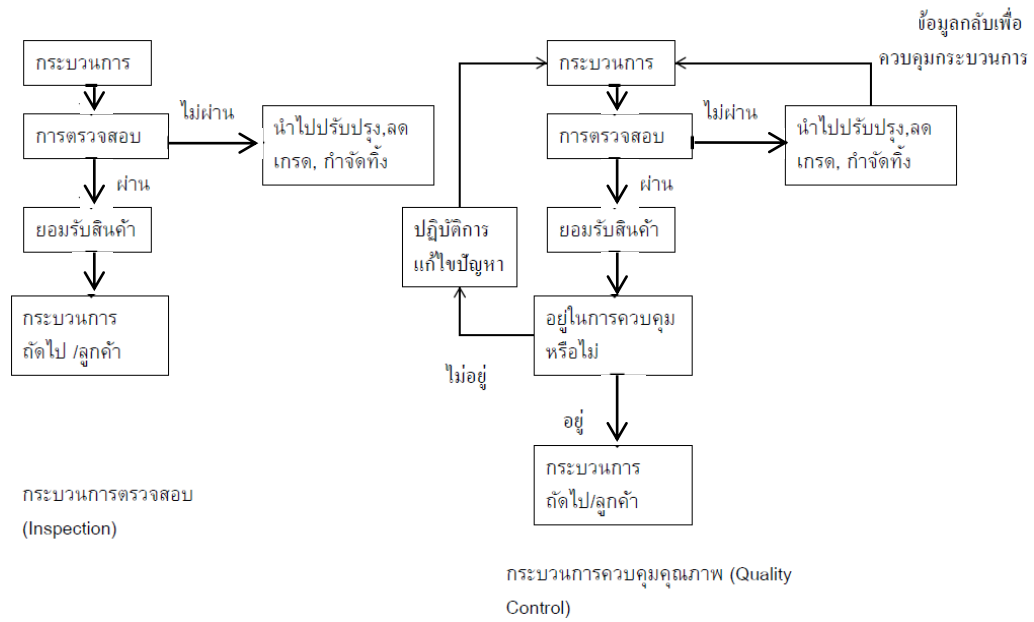 กระบวนการ
การตรวจสอบ
ไม่ผ่าน
นำไปปรับปรุง,ลด
เกรด, กำจัดทิ้ง
ผ่าน
ยอมรับสินค้า
กระบวนการ
ถัดไป /ลูกค้า
กระบวนการตรวจสอบ
(Inspection)
ข้อมูลกลับเพื่อ
ควบคุมกระบวนการ
กระบวนการ
การตรวจสอบ
ไม่ผ่าน
นำไปปรับปรุง,ลด
เกรด, กำจัดทิ้ง
ผ่าน
ยอมรับสินค้า
ปฏิบัติการ
แก้ไขปัญหา
อยู่ในการควบคุม
หรือไม่
ไม่อยู่
อยู่
กระบวนการ
ถัดไป/ลูกค้า
กระบวนการควบคุมคุณภาพ (Quality
Control)